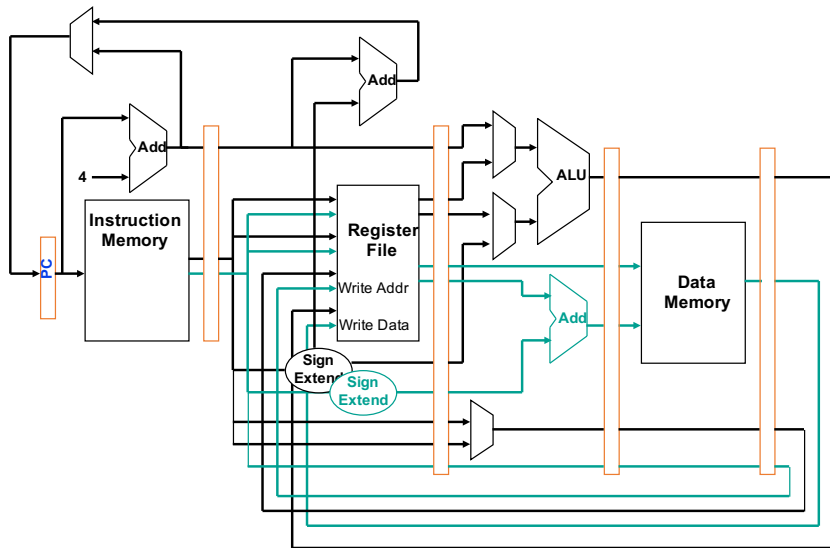 Add
Add
4
ALU
Instruction
Memory
Register
File
PC
Data
Memory
Write Addr
Add
Write Data
Sign
Extend
Sign
Extend